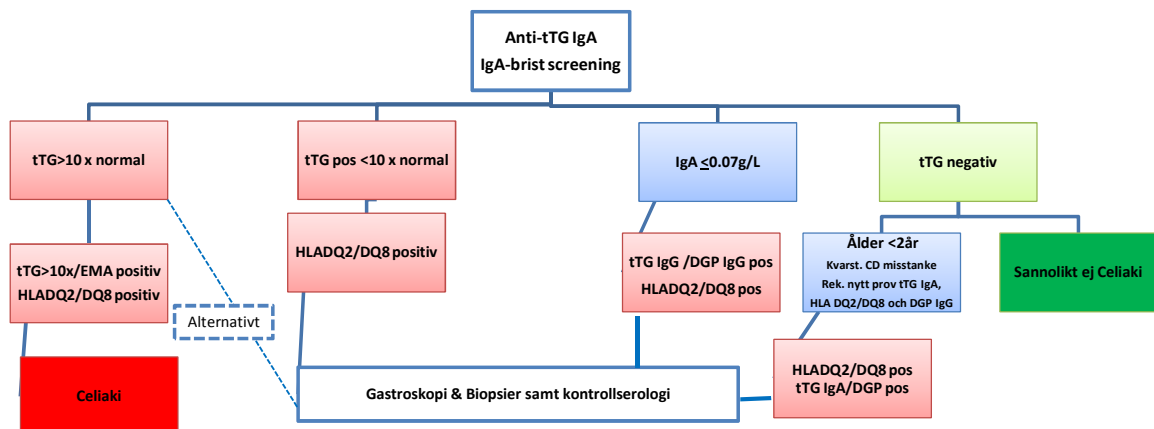 Anti-tTG IgA
IgA-brist screening
tTG>10 x normal
tTG pos <10 x normal
IgA <0.07g/L
tTG negativ
tTG>10x/EMA positiv
HLADQ2/DQ8 positiv
HLADQ2/DQ8 positiv
tTG IgG /DGP IgG pos
HLADQ2/DQ8 pos
Ålder <2år
Kvarst. CD misstanke
Rek. nytt prov tTG IgA,
HLA DQ2/DQ8 och DGP IgG
Sannolikt ej Celiaki
Alternativt
Celiaki
Gastroskopi & Biopsier samt kontrollserologi
HLADQ2/DQ8 pos
tTG IgA/DGP pos